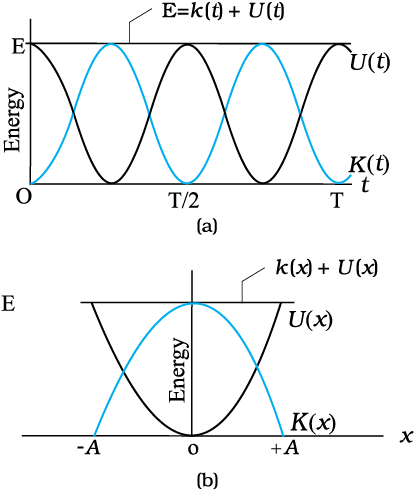 E=k(t) + U(t)
E
U(t)
Energy
K(t)
O
T/2
T
t
(a)
k(x) + U(x)
E
U(x)
Energy
K(x)
x
-A
o
+A
(b)